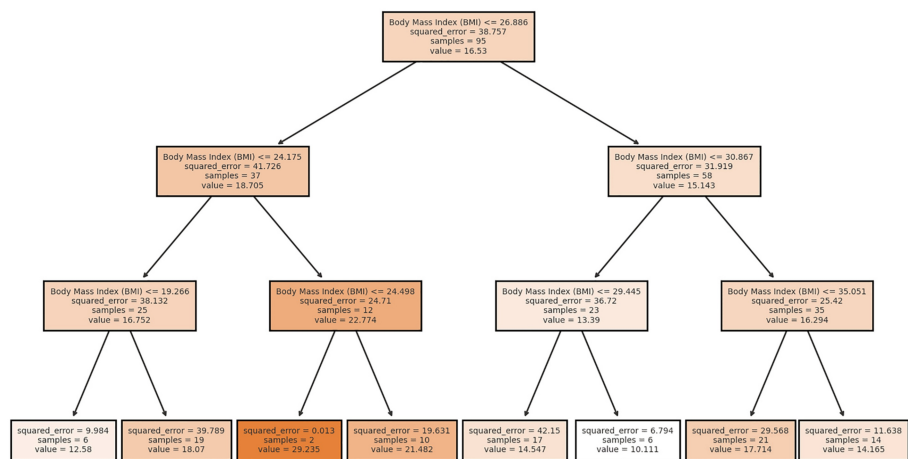 Body Mass Index (BMI) <= 26.886
squared_error = 38.757
samples = 95
value = 16.53
Body Mass Index (BMI) <= 24.175
squared_error = 41.726
samples = 37
value = 18.705
Body Mass Index (BMI) <= 30.867
squared_error = 31.919
samples = 58
value = 15.143
Body Mass Index (BMI) <= 19.266
squared_error = 38.132
samples = 25
value = 16.752
Body Mass Index (BMI) <= 24.498
squared_error = 24.71
samples = 12
value = 22.774
Body Mass Index (BMI) <= 29.445
squared_error = 36.72
samples = 23
value = 13.39
Body Mass Index (BMI) <= 35.051
squared_error = 25.42
samples = 35
value = 16.294
squared_error = 9.984
samples = 6
value = 12.58
squared_error = 39.789
samples = 19
value = 18.07
squared_error = 0.013
samples = 2
value = 29.235
squared_error = 19.631
samples = 10
value = 21.482
squared_error = 42.15
samples = 17
value = 14.547
squared_error = 6.794
samples = 6
value = 10.111
squared_error = 29.568
samples = 21
value = 17.714
squared_error = 11.638
samples = 14
value = 14.165